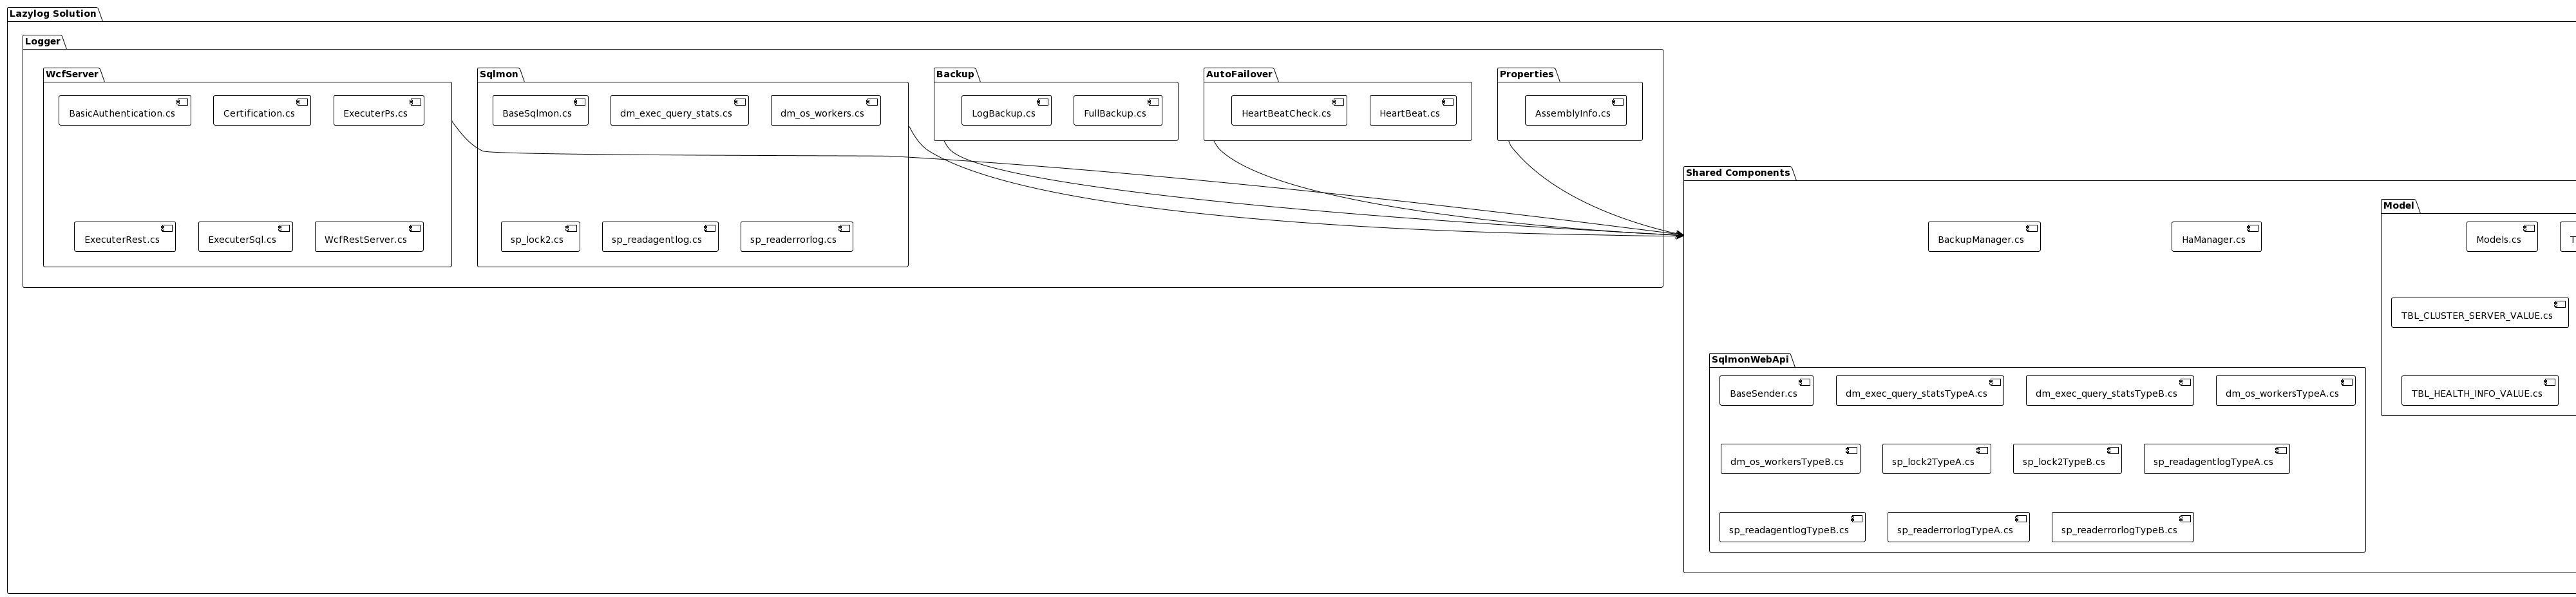 Lazylog Solution
Logger
WcfServer
BasicAuthentication.cs
Certification.cs
ExecuterPs.cs
ExecuterRest.cs
ExecuterSql.cs
WcfRestServer.cs
Sqlmon
BaseSqlmon.cs
dm_exec_query_stats.cs
dm_os_workers.cs
sp_lock2.cs
sp_readagentlog.cs
sp_readerrorlog.cs
Backup
LogBackup.cs
FullBackup.cs
AutoFailover
HeartBeatCheck.cs
HeartBeat.cs
Properties
AssemblyInfo.cs
Shared Components
BackupManager.cs
HaManager.cs
SqlmonWebApi
BaseSender.cs
dm_exec_query_statsTypeA.cs
dm_exec_query_statsTypeB.cs
dm_os_workersTypeA.cs
dm_os_workersTypeB.cs
sp_lock2TypeA.cs
sp_lock2TypeB.cs
sp_readagentlogTypeA.cs
sp_readagentlogTypeB.cs
sp_readerrorlogTypeA.cs
sp_readerrorlogTypeB.cs
Model
Models.cs
TBL_CLUSTER_SERVER_VALUE.cs
TBL_HEALTH_INFO_VALUE.cs